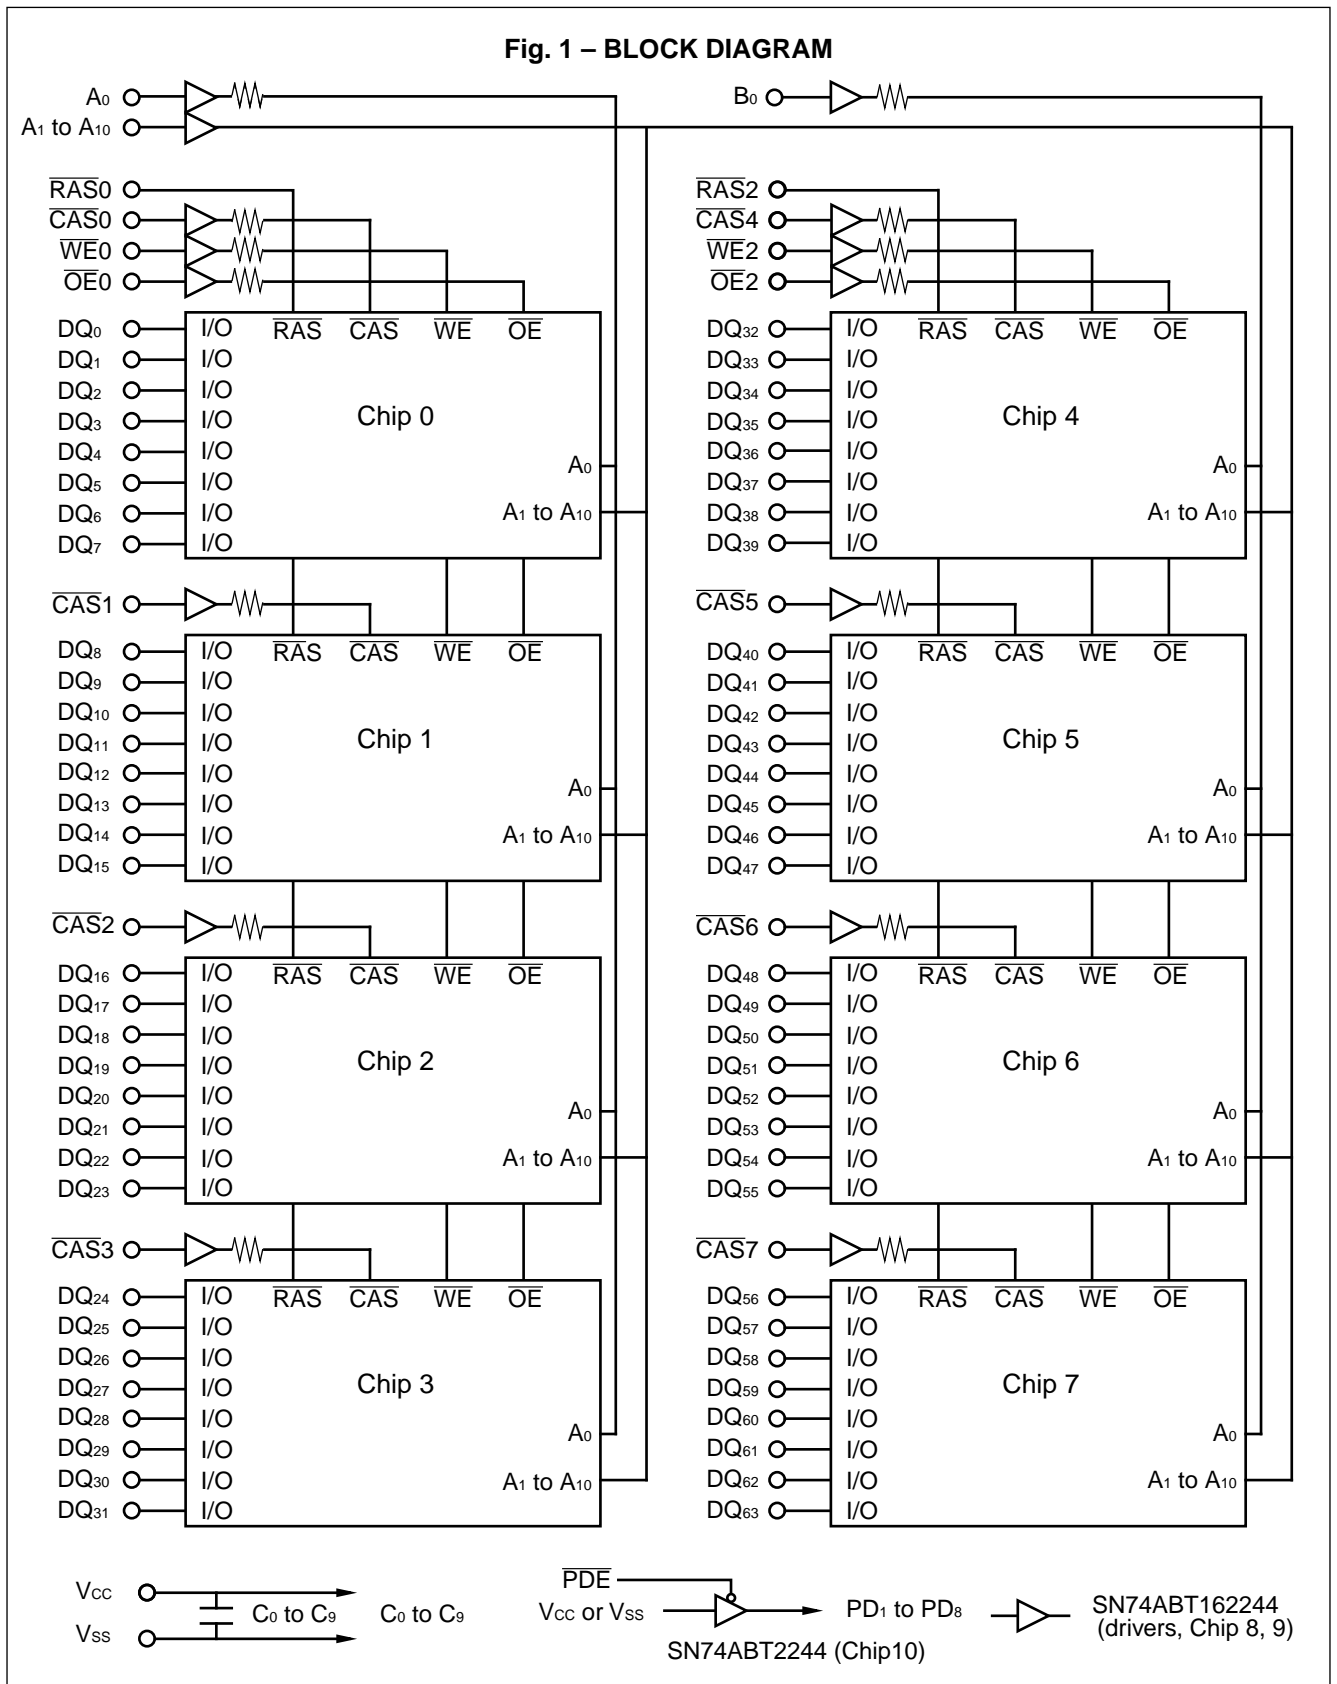 Fig. 1 – BLOCK DIAGRAM
A0
B0
A1 to A10
RAS0
CAS0
WE0
OE0
RAS2
CAS4
WE2
OE2
DQ0 I/O RAS CAS WE OE
DQ1 I/O
DQ2 I/O
DQ3 I/O Chip 0
DQ4 I/O
DQ5 I/O A0
DQ6 I/O A1 to A10
DQ7 I/O
DQ32 I/O RAS CAS WE OE
DQ33 I/O
DQ34 I/O
DQ35 I/O Chip 4
DQ36 I/O
DQ37 I/O A0
DQ38 I/O A1 to A10
DQ39 I/O
CAS1
CAS5
DQ8 I/O RAS CAS WE OE
DQ9 I/O
DQ10 I/O
DQ11 I/O Chip 1
DQ12 I/O
DQ13 I/O A0
DQ14 I/O A1 to A10
DQ15 I/O
DQ40 I/O RAS CAS WE OE
DQ41 I/O
DQ42 I/O
DQ43 I/O Chip 5
DQ44 I/O
DQ45 I/O A0
DQ46 I/O A1 to A10
DQ47 I/O
CAS2
CAS6
DQ16 I/O RAS CAS WE OE
DQ17 I/O
DQ18 I/O
DQ19 I/O Chip 2
DQ20 I/O
DQ21 I/O A0
DQ22 I/O A1 to A10
DQ23 I/O
DQ48 I/O RAS CAS WE OE
DQ49 I/O
DQ50 I/O
DQ51 I/O Chip 6
DQ52 I/O
DQ53 I/O A0
DQ54 I/O A1 to A10
DQ55 I/O
CAS3
CAS7
DQ24 I/O RAS CAS WE OE
DQ25 I/O
DQ26 I/O
DQ27 I/O Chip 3
DQ28 I/O
DQ29 I/O A0
DQ30 I/O A1 to A10
DQ31 I/O
DQ56 I/O RAS CAS WE OE
DQ57 I/O
DQ58 I/O
DQ59 I/O Chip 7
DQ60 I/O
DQ61 I/O A0
DQ62 I/O A1 to A10
DQ63 I/O
VCC
C0 to C9 C0 to C9
VSS
PDE
VCC or VSS PD1 to PD8
SN74ABT2244 (Chip10)
SN74ABT162244
(drivers, Chip 8, 9)